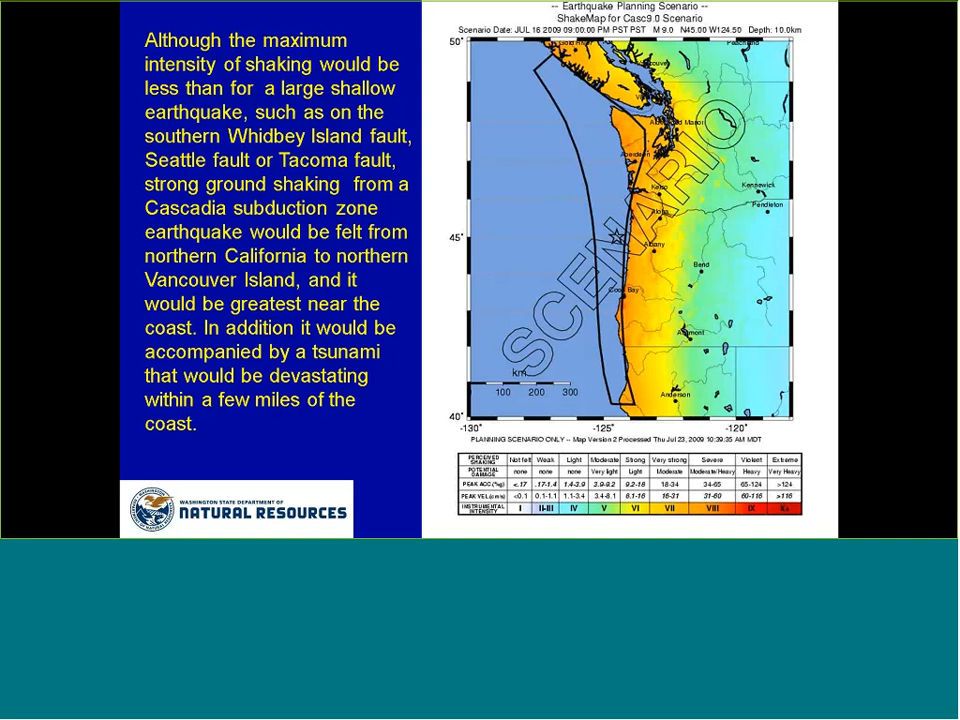 Although the maximum
intensity of shaking would be
less than for a large shallow
earthquake, such as on the
southern Whidbey Island fault,
Seattle fault or Tacoma fault,
strong ground shaking from a
Cascadia subduction zone
earthquake would be felt from
northern California to northern
Vancouver Island, and it
would be greatest near the
coast. In addition it would be
accompanied by a tsunami
that would be devastating
within a few miles of the
coast.
WASHINGTON STATE DEPARTMENT OF
NATURAL RESOURCES
-- Earthquake Planning Scenario --
ShakeMap for Casc9.0 Scenario
Scenario Date: JUL 16 2009 09:00:00 PM PST PST M 9.0 N45.00 W124.50 Depth: 10.0km
50°
Gold River
Vancouver
Aberdeen
Kelso
Kennewick
Pendleton
Aloha
45°
Albany
Bend
Coos Bay
Altamont
Anderson
SCENARIO
km
100 200 300
40°
-130° -125° -120°
PLANNING SCENARIO ONLY -- Map Version 2 Processed Thu Jul 23, 2009 10:39:35 AM MDT
PERCEIVED SHAKING Not felt Weak Light Moderate Strong Very strong Severe Violent Extreme
POTENTIAL DAMAGE none none none Very light Light Moderate Moderate/Heavy Heavy Very Heavy
PEAK ACC.(%g) <.17 .17-1.4 1.4-3.9 3.9-9.2 9.2-18 18-34 34-65 65-124 >124
PEAK VEL.(cm/s) <0.1 0.1-1.1 1.1-3.4 3.4-8.1 8.1-16 16-31 31-60 60-116 >116
INSTRUMENTAL INTENSITY I II-III IV V VI VII VIII IX X+